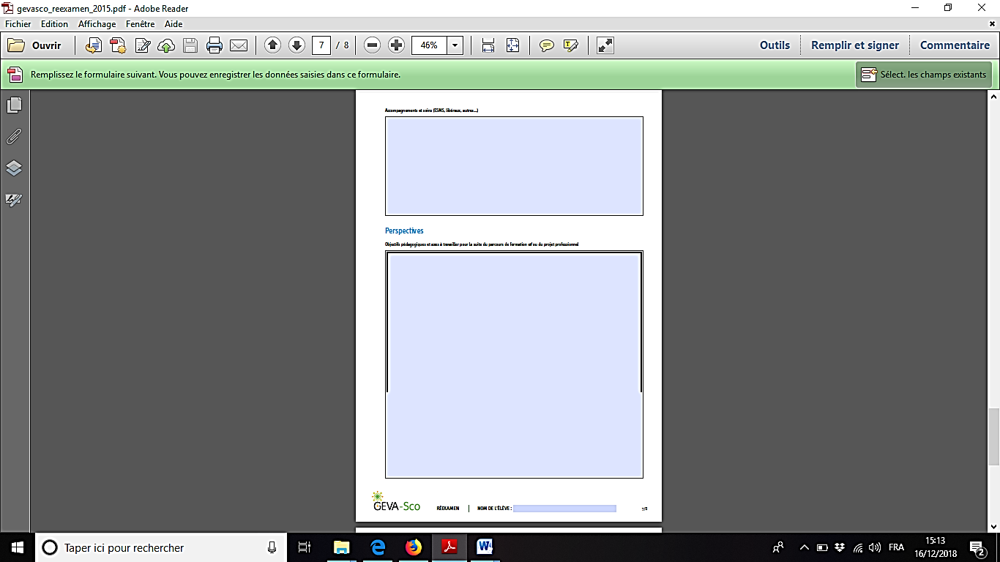 gevasco_reexamen_2015.pdf - Adobe Reader
Fichier Edition Affichage Fenêtre Aide
Ouvrir 7 / 8 46% Outils Remplir et signer Commentaire
Remplissez le formulaire suivant. Vous pouvez enregistrer les données saisies dans ce formulaire. Sélect. les champs existants
Accompagnements et soins (ESMS, libéraux, autres...)
Perspectives
Objectifs pédagogiques et axes à travailler pour la suite du parcours de formation et/ou du projet professionnel
GEVA-Sco RÉEXAMEN NOM DE L'ÉLÈVE : 7/8
Taper ici pour rechercher FRA 15:13
16/12/2018 2